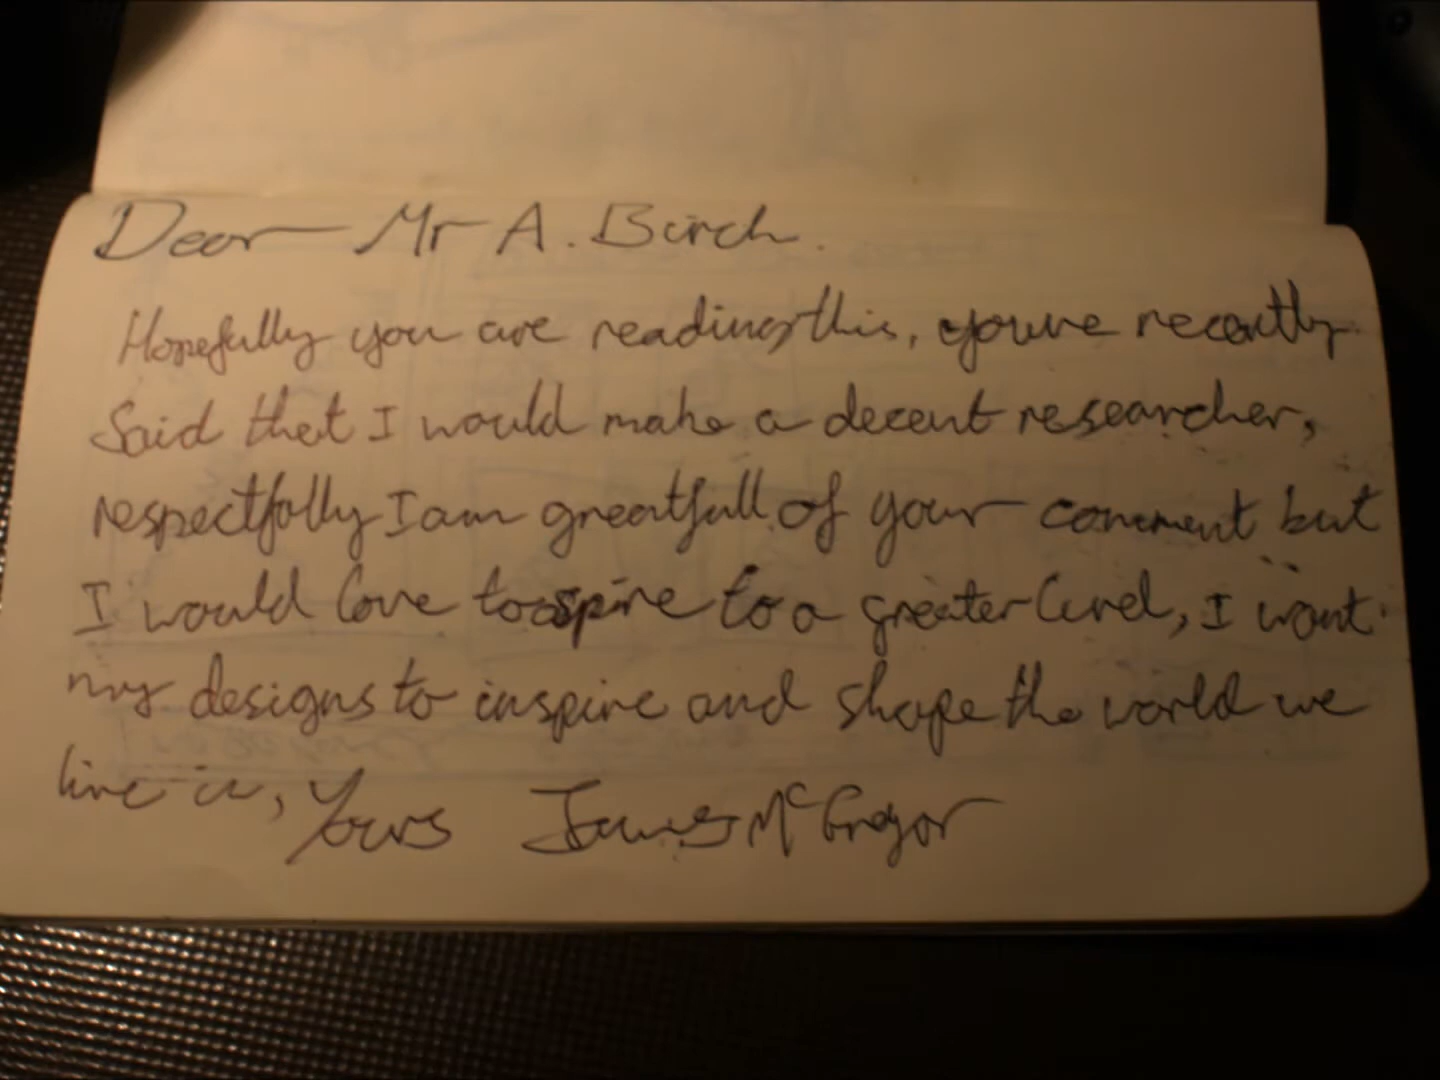 Dear Mr A. Birch.
Hopefully you are reading this, youve recently
Said that I would make a decent researcher,
respectfully I am greatfull of your comment but
I would love to aspire to a greater level, I want
my designs to inspire and shape the world we
live in, Yours James McGregor